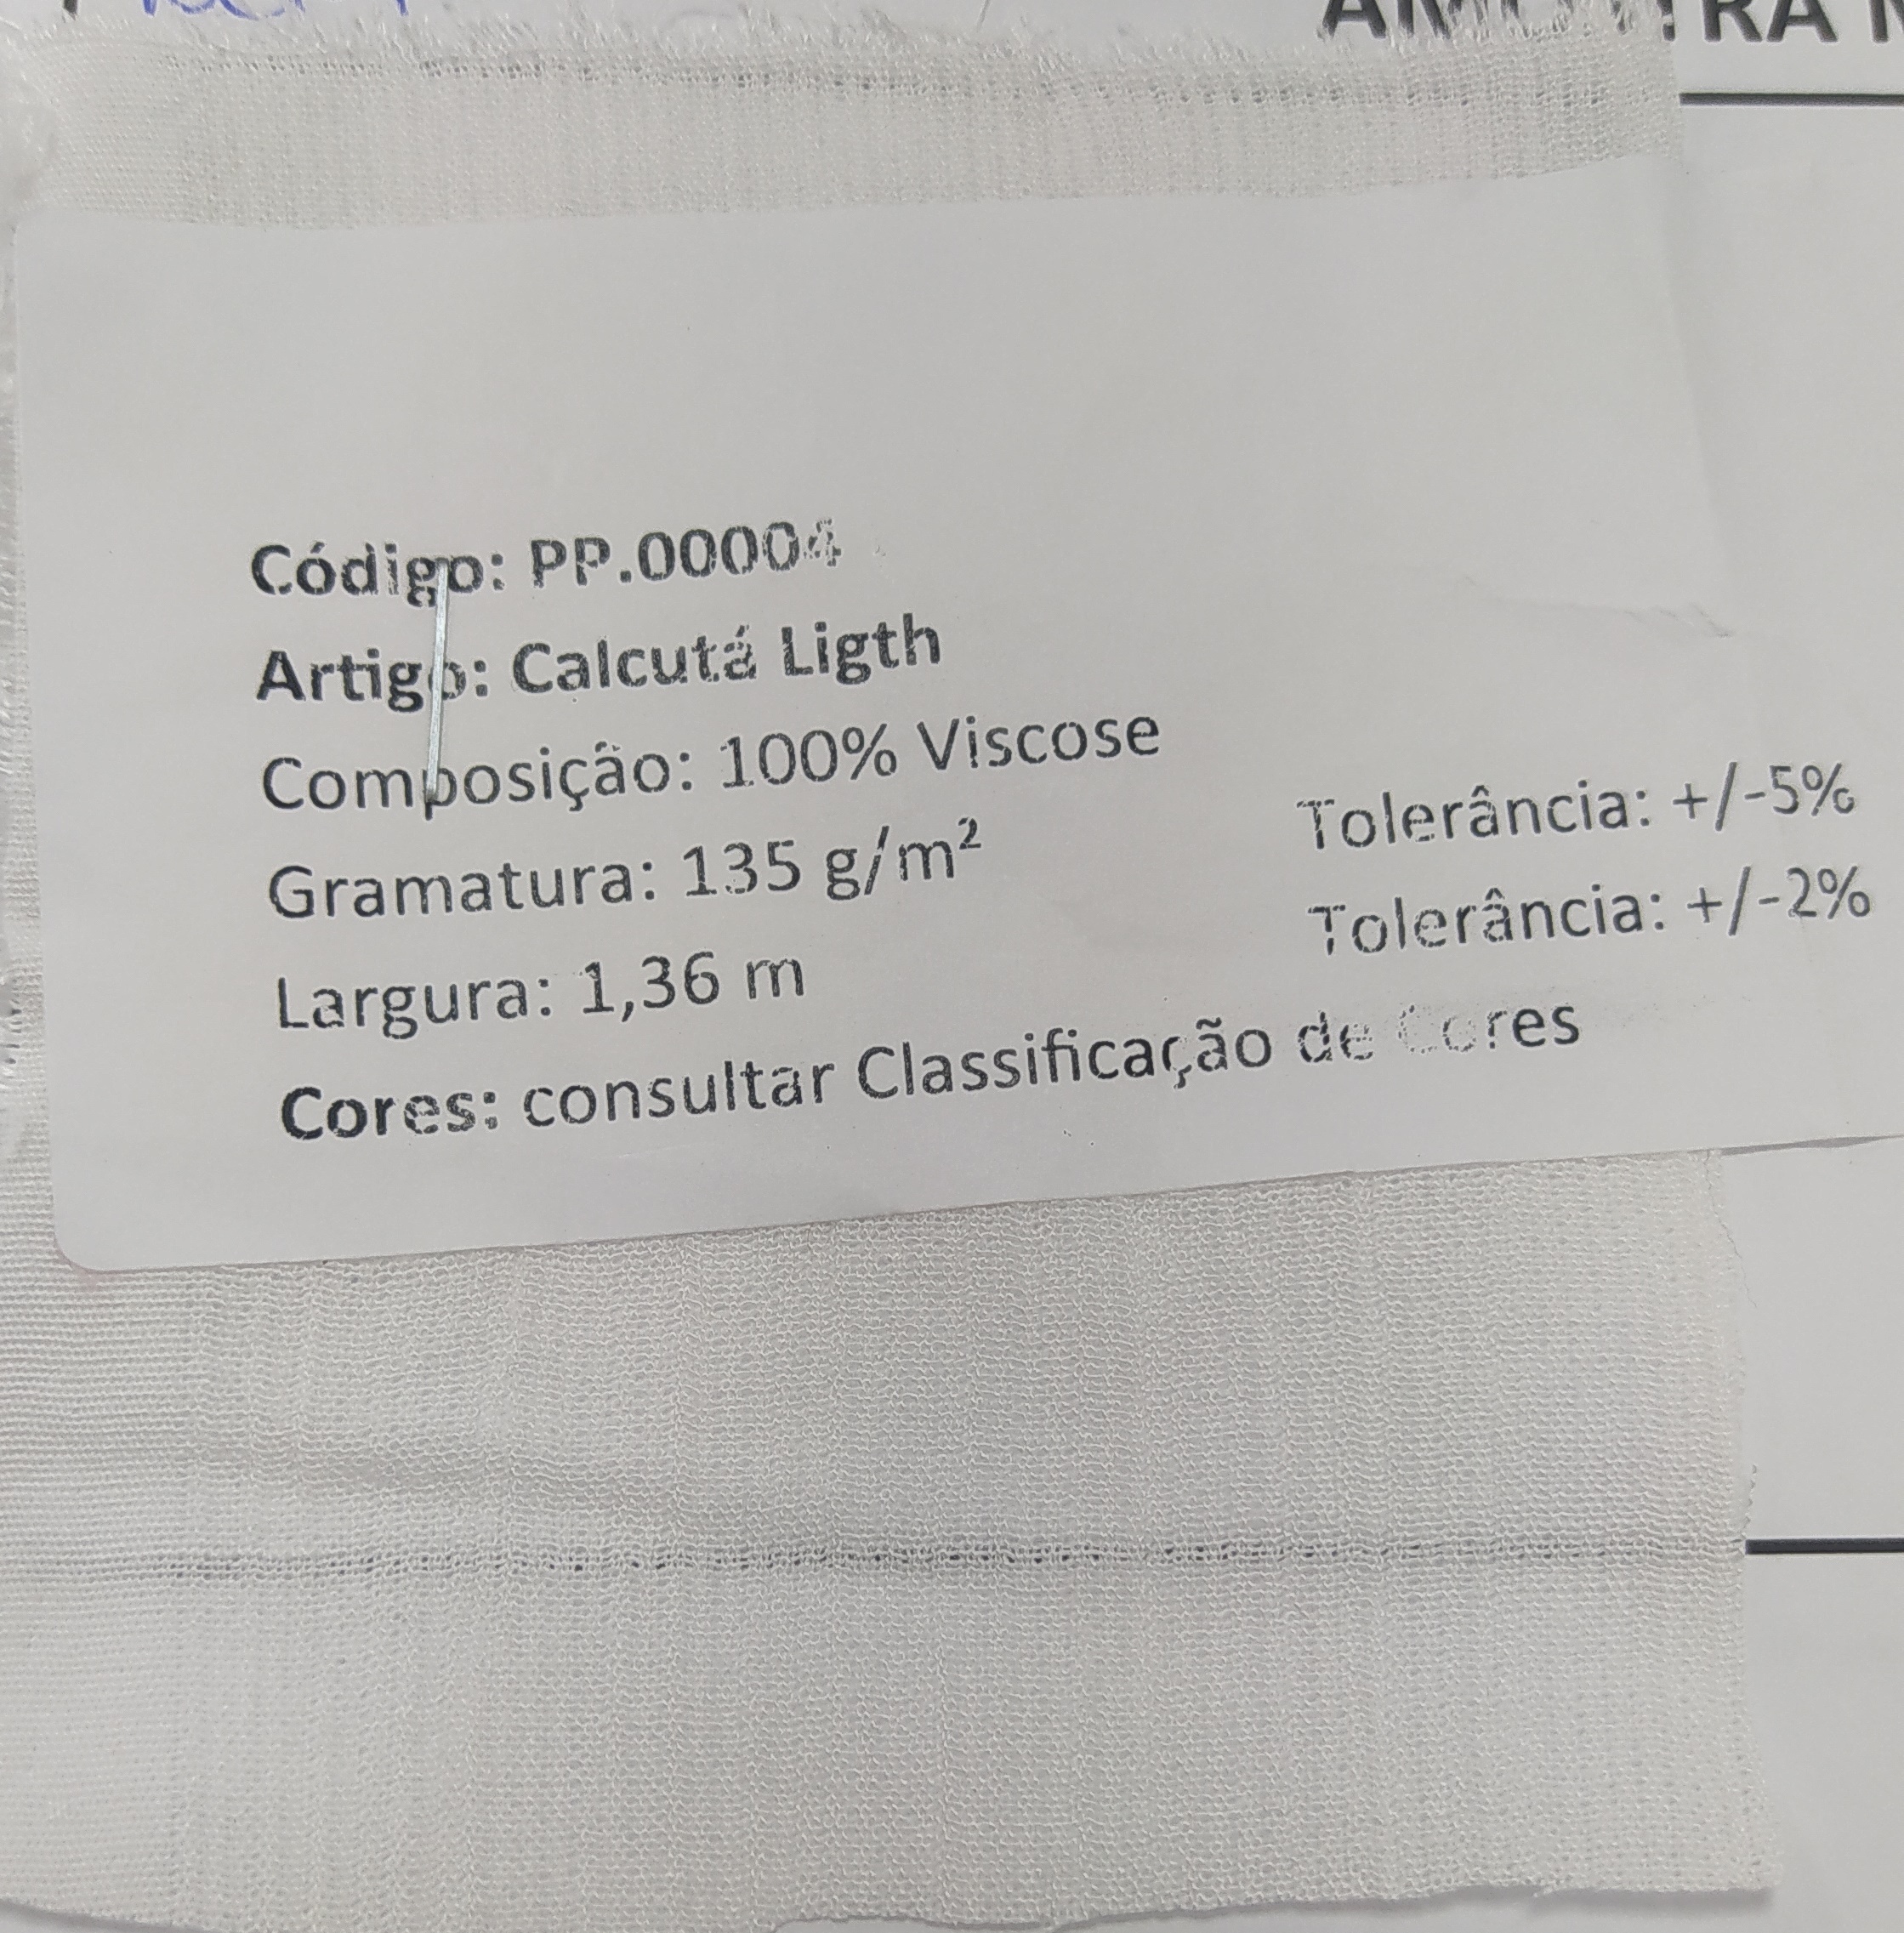 Código: PP.00004
Artigo: Calcutá Ligth
Composição: 100% Viscose
Gramatura: 135 g/m² Tolerância: +/-5%
Largura: 1,36 m Tolerância: +/-2%
Cores: consultar Classificação de Cores